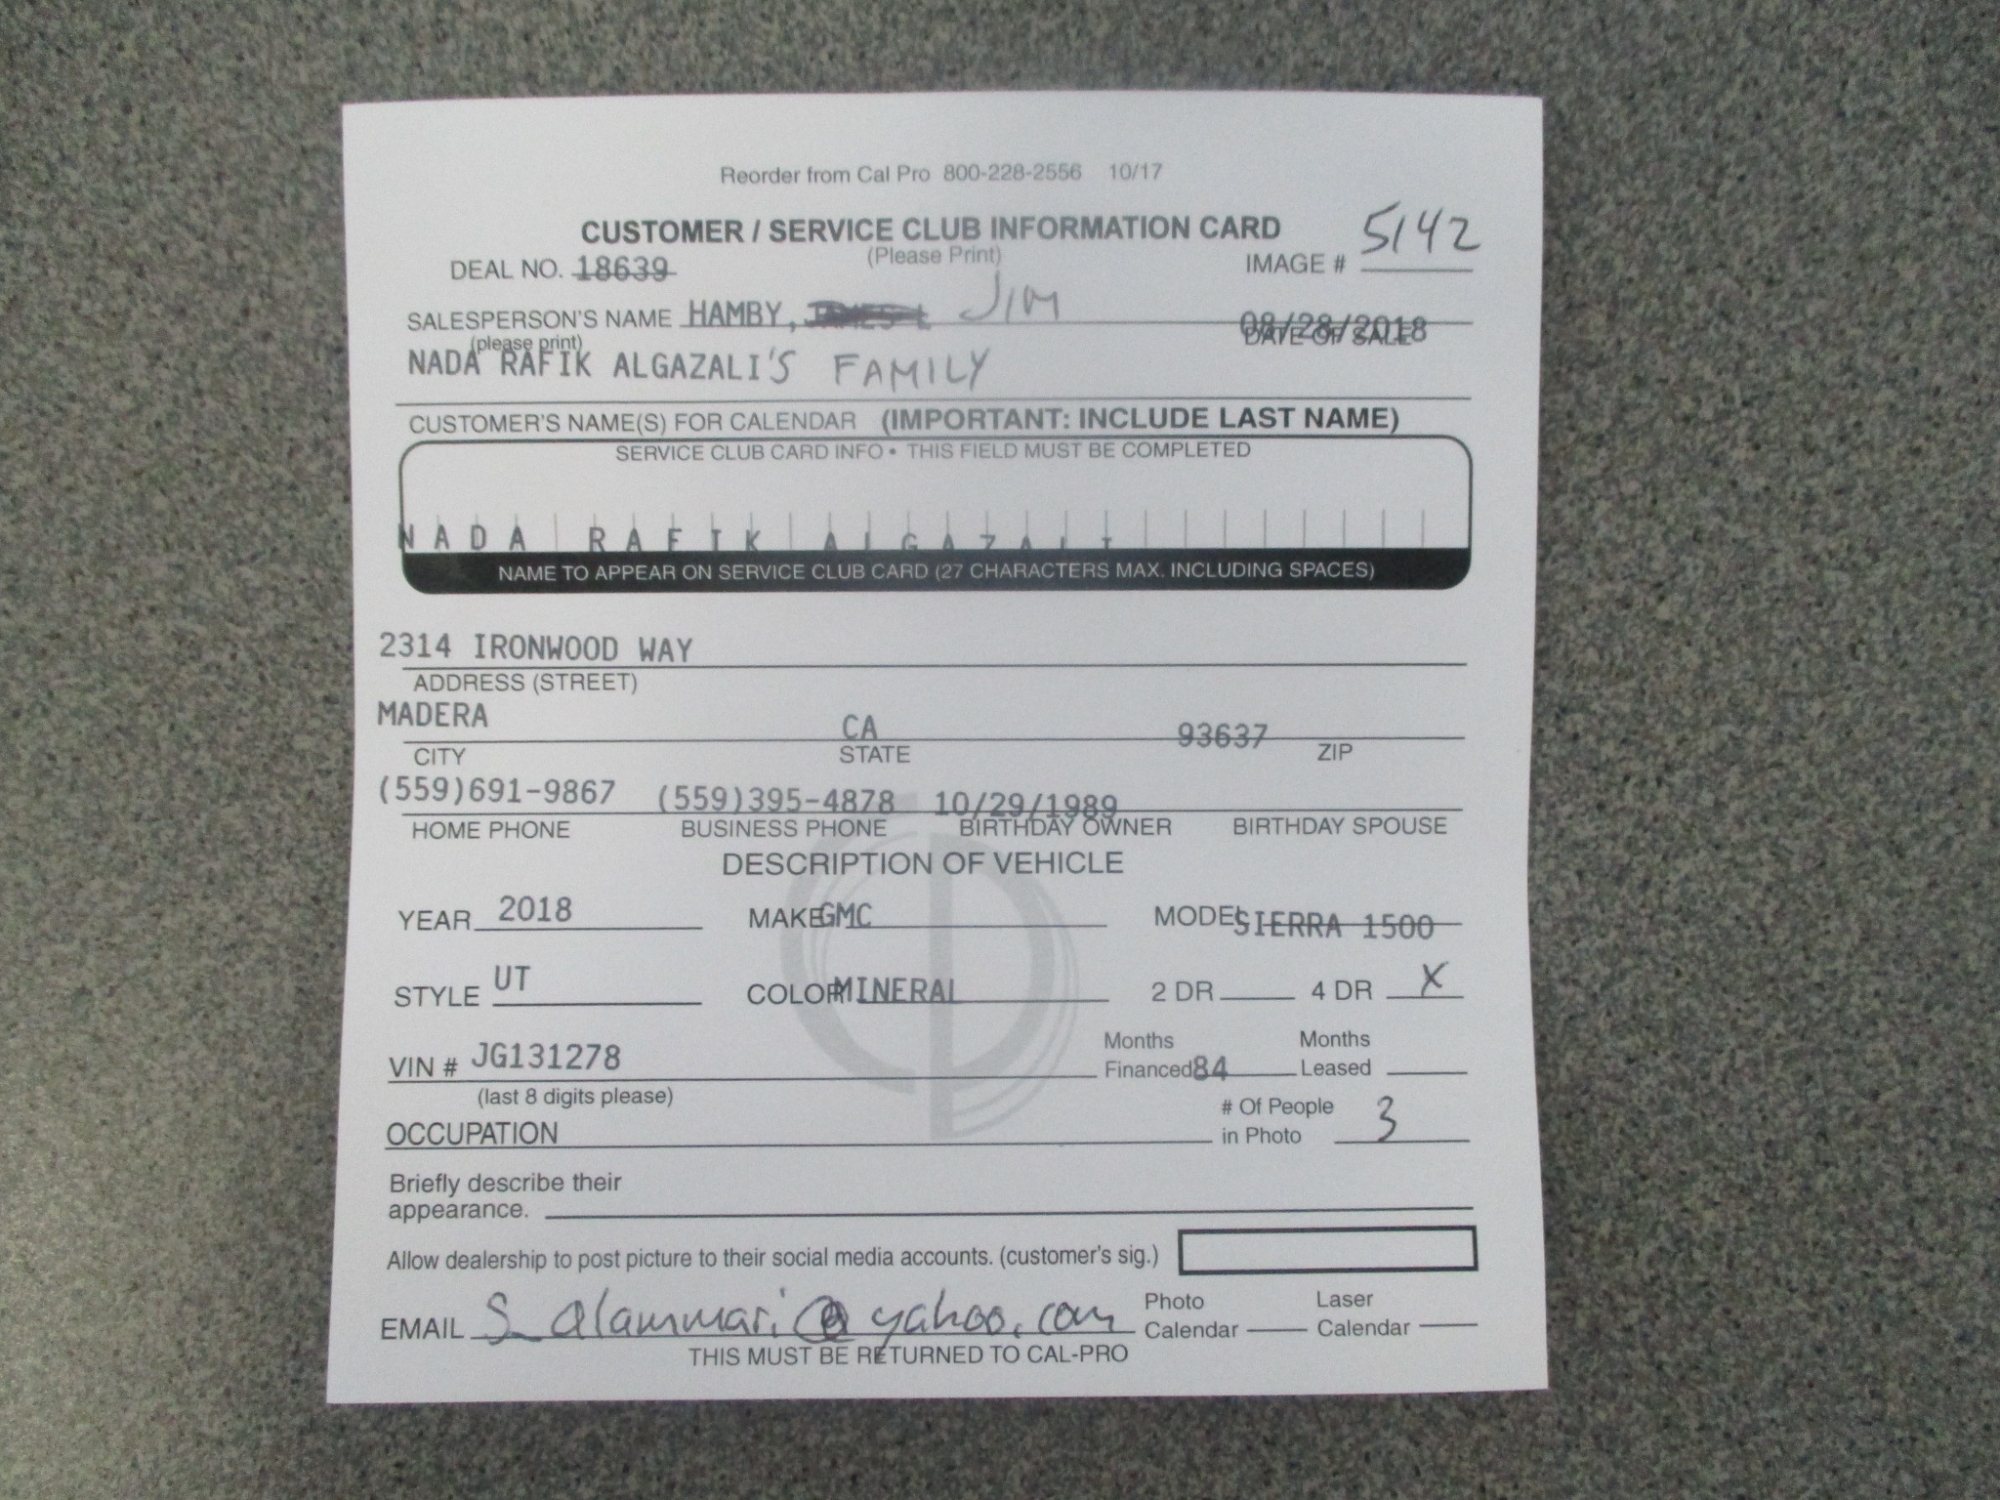 Reorder from Cal Pro 800-228-2556 10/17
CUSTOMER / SERVICE CLUB INFORMATION CARD
(Please Print)
DEAL NO. 18639
IMAGE # 5142
SALESPERSON'S NAME HAMBY, JIM
(please print)
08/28/2018
DATE OF SALE
NADA RAFIK ALGAZALI'S FAMILY
CUSTOMER'S NAME(S) FOR CALENDAR (IMPORTANT: INCLUDE LAST NAME)
SERVICE CLUB CARD INFO • THIS FIELD MUST BE COMPLETED
NADA RAFIK ALGAZALI
NAME TO APPEAR ON SERVICE CLUB CARD (27 CHARACTERS MAX. INCLUDING SPACES)
2314 IRONWOOD WAY
ADDRESS (STREET)
MADERA CA 93637
CITY STATE ZIP
(559)691-9867 (559)395-4878 10/29/1989
HOME PHONE BUSINESS PHONE BIRTHDAY OWNER BIRTHDAY SPOUSE
DESCRIPTION OF VEHICLE
YEAR 2018 MAKE GMC MODEL SIERRA 1500
STYLE UT COLOR MINERAL 2 DR 4 DR X
VIN # JG131278 Months Financed 84 Months Leased
(last 8 digits please)
OCCUPATION # Of People in Photo 3
Briefly describe their
appearance.
Allow dealership to post picture to their social media accounts. (customer's sig.)
EMAIL S_alammari@yahoo.com Photo Calendar Laser Calendar
THIS MUST BE RETURNED TO CAL-PRO